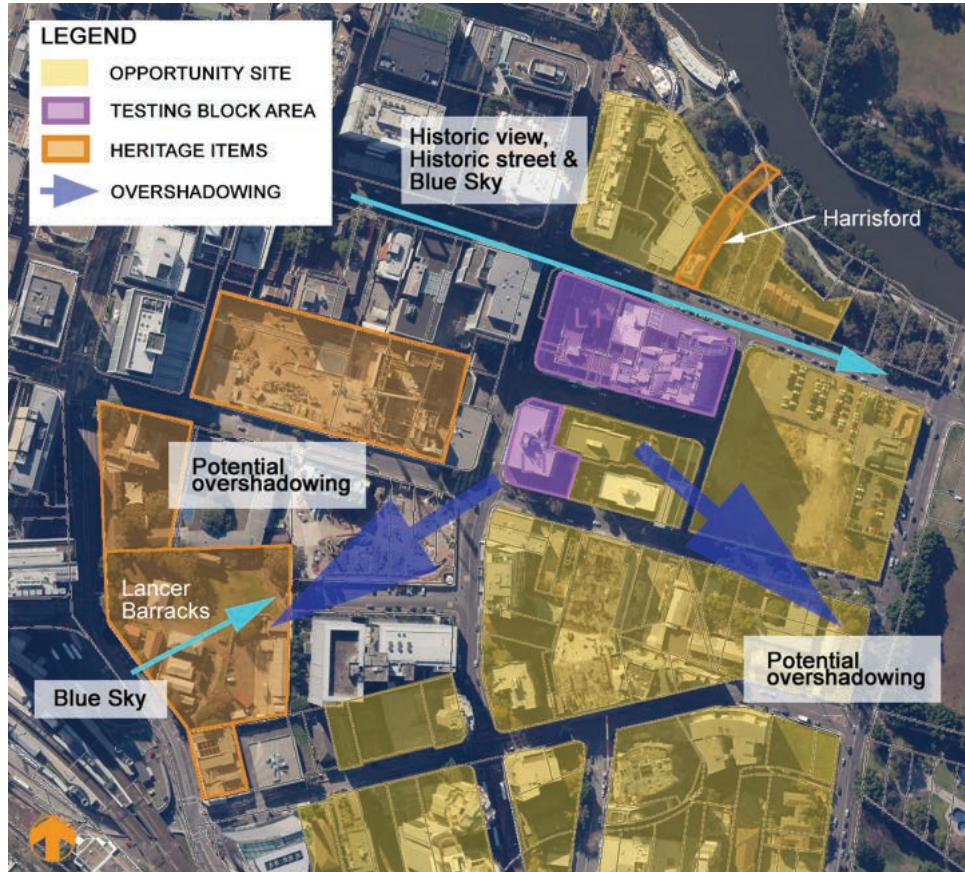 LEGEND
OPPORTUNITY SITE
TESTING BLOCK AREA
HERITAGE ITEMS
OVERSHADOWING
Historic view,
Historic street &
Blue Sky
Harrisford
L1
Potential
overshadowing
Lancer
Barracks
Blue Sky
Potential
overshadowing